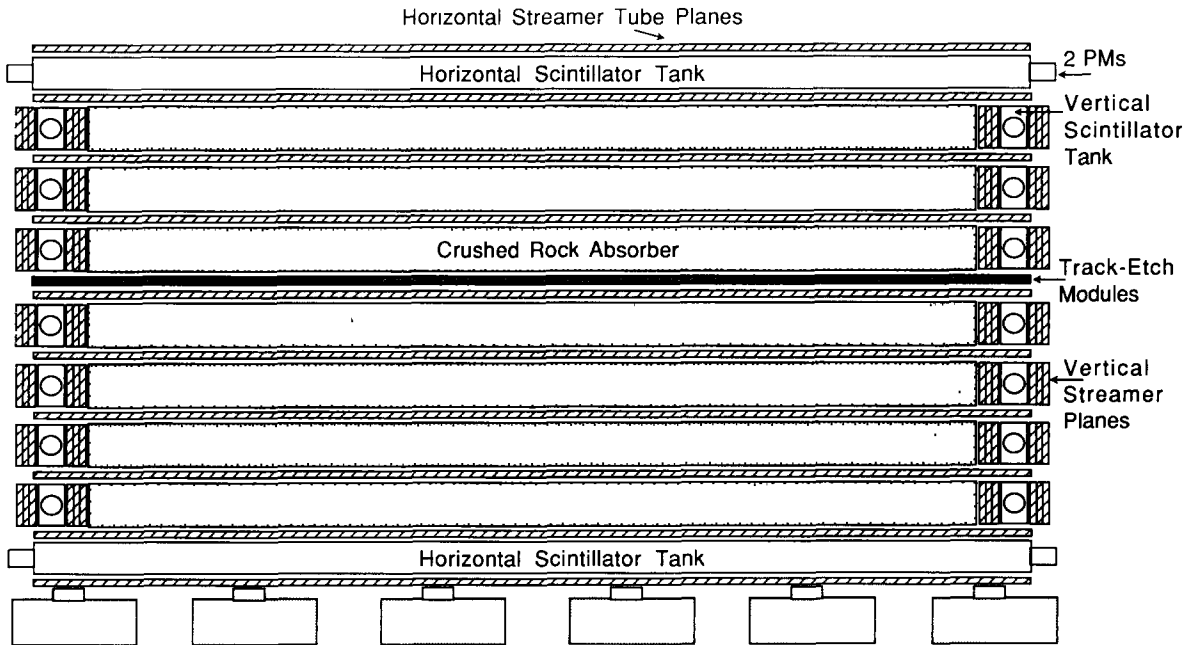 Horizontal Streamer Tube Planes
Horizontal Scintillator Tank
2 PMs
Vertical
Scintillator
Tank
Crushed Rock Absorber
Track-Etch
Modules
Vertical
Streamer
Planes
Horizontal Scintillator Tank